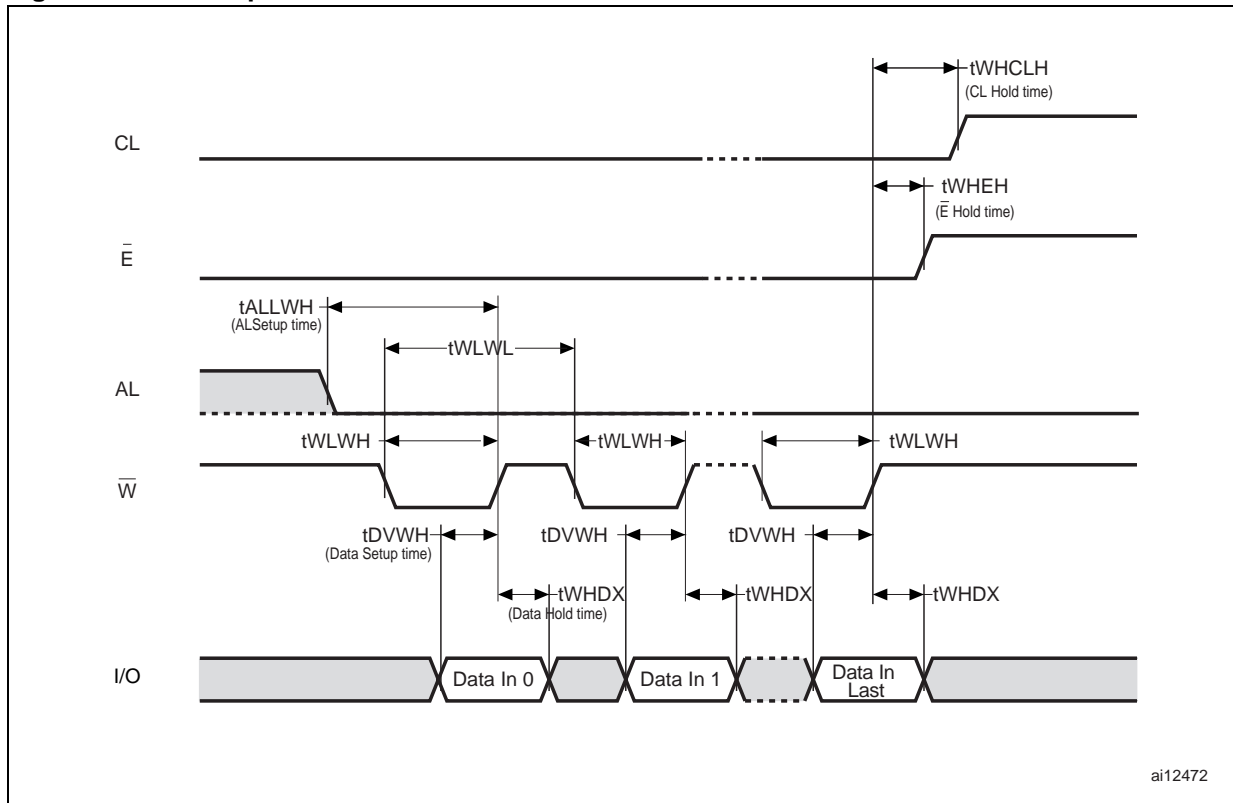 tWHCLH
(CL Hold time)
CL
tWHEH
(E̅ Hold time)
E̅
tALLWH
(ALSetup time)
tWLWL
AL
tWLWH
tWLWH
tWLWH
W̅
tDVWH
(Data Setup time)
tDVWH
tDVWH
tWHDX
(Data Hold time)
tWHDX
tWHDX
I/O
Data In 0
Data In 1
Data In
Last
ai12472